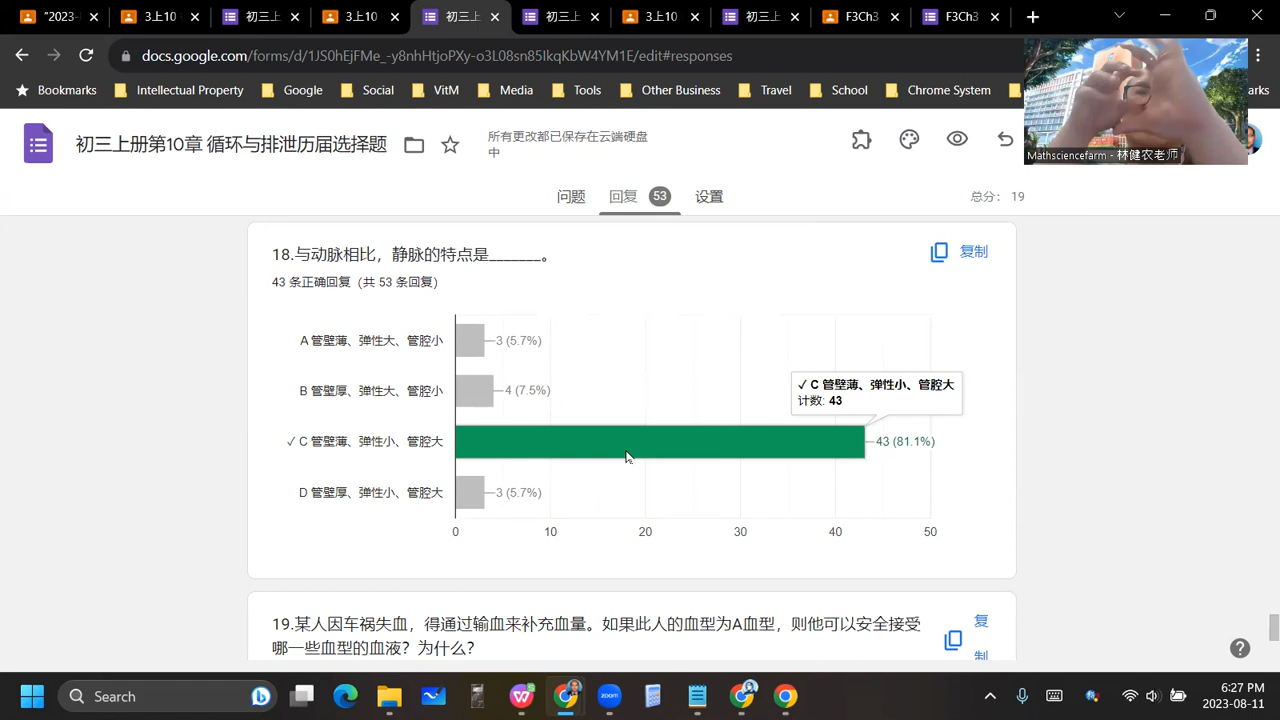 "2023-
3上10
初三上
3上10
初三上
初三上
3上10
初三上
F3Ch3
F3Ch3
docs.google.com/forms/d/1JS0hEjFMe_-y8nhHtjoPXy-o3L08sn85IkqKbW4YM1E/edit#responses
Bookmarks
Intellectual Property
Google
Social
VitM
Media
Tools
Other Business
Travel
School
Chrome System
初三上册第10章 循环与排泄历届选择题
所有更改都已保存在云端硬盘
中
Mathsciencefarm - 林健农老师
问题
回复 53
设置
总分： 19
18.与动脉相比，静脉的特点是_______。
复制
43 条正确回复（共 53 条回复）
A 管壁薄、弹性大、管腔小
3 (5.7%)
B 管壁厚、弹性大、管腔小
4 (7.5%)
✓ C 管壁薄、弹性小、管腔大
计数: 43
✓ C 管壁薄、弹性小、管腔大
43 (81.1%)
D 管壁厚、弹性小、管腔大
3 (5.7%)
0 10 20 30 40 50
19.某人因车祸失血，得通过输血来补充血量。如果此人的血型为A血型，则他可以安全接受
哪一些血型的血液？为什么？
复
制
Search
6:27 PM
2023-08-11